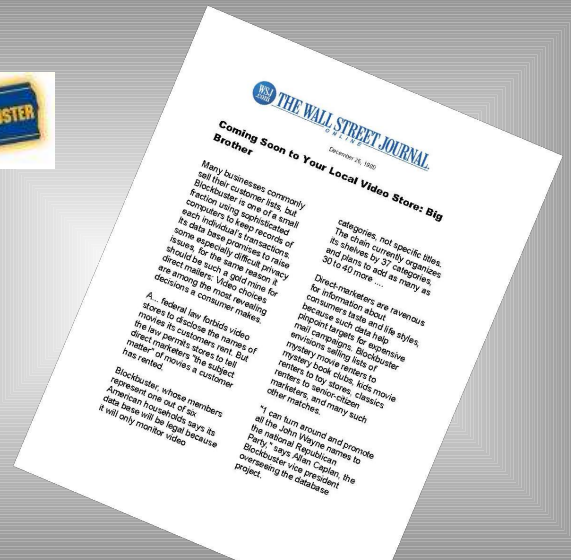 USTER
WSJ
.com
THE WALL STREET JOURNAL
ONLINE
December 26, 1990
Coming Soon to Your Local Video Store: Big
Brother
Many businesses commonly
sell their customer lists, but
Blockbuster is one of a small
fraction using sophisticated
computers to keep records of
each individual's transactions.
Its data base promises to raise
some especially difficult privacy
issues, for the same reason it
should be such a gold mine for
direct mailers: Video choices
are among the most revealing
decisions a consumer makes.
A... federal law forbids video
stores to disclose the names of
movies its customers rent. But
the law permits stores to tell
direct marketers "the subject
matter" of movies a customer
has rented.
Blockbuster, whose members
represent one out of six
American households says its
data base will be legal because
it will only monitor video
categories, not specific titles.
The chain currently organizes
its shelves by 37 categories,
and plans to add as many as
30 to 40 more ....
Direct-marketers are ravenous
for information about
consumers taste and life styles,
because such data help
pinpoint targets for expensive
mail campaigns. Blockbuster
envisions selling lists of
mystery movie renters to
mystery book clubs, kids movie
renters to toy stores, classics
renters to senior-citizen
marketers, and many such
other matches.
"I can turn around and promote
all the John Wayne names to
the national Republican
Party," says Allan Caplan, the
Blockbuster vice president
overseeing the database
project.